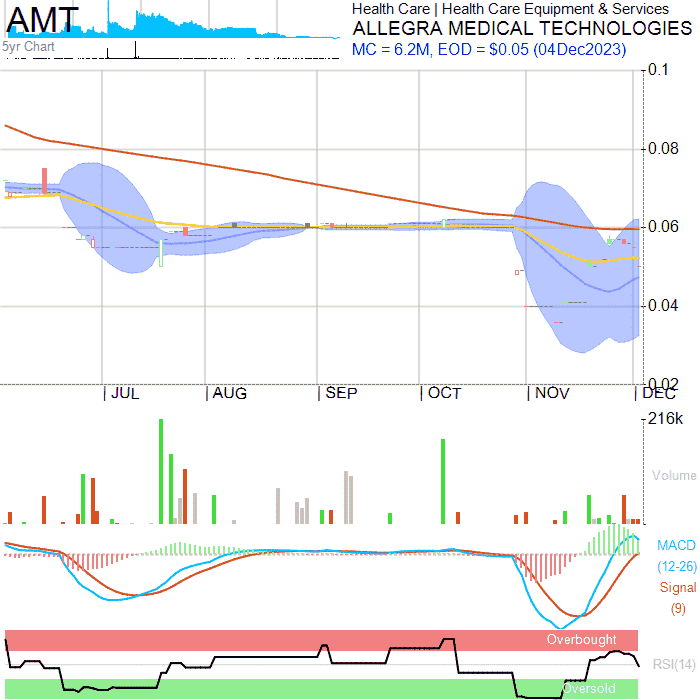 AMT
5yr Chart
Health Care | Health Care Equipment & Services
ALLEGRA MEDICAL TECHNOLOGIES
MC = 6.2M, EOD = $0.05 (04Dec2023)
0.1
0.08
0.06
0.04
0.02
JUL
AUG
SEP
OCT
NOV
DEC
216k
Volume
MACD
(12-26)
Signal
(9)
Overbought
RSI(14)
Oversold